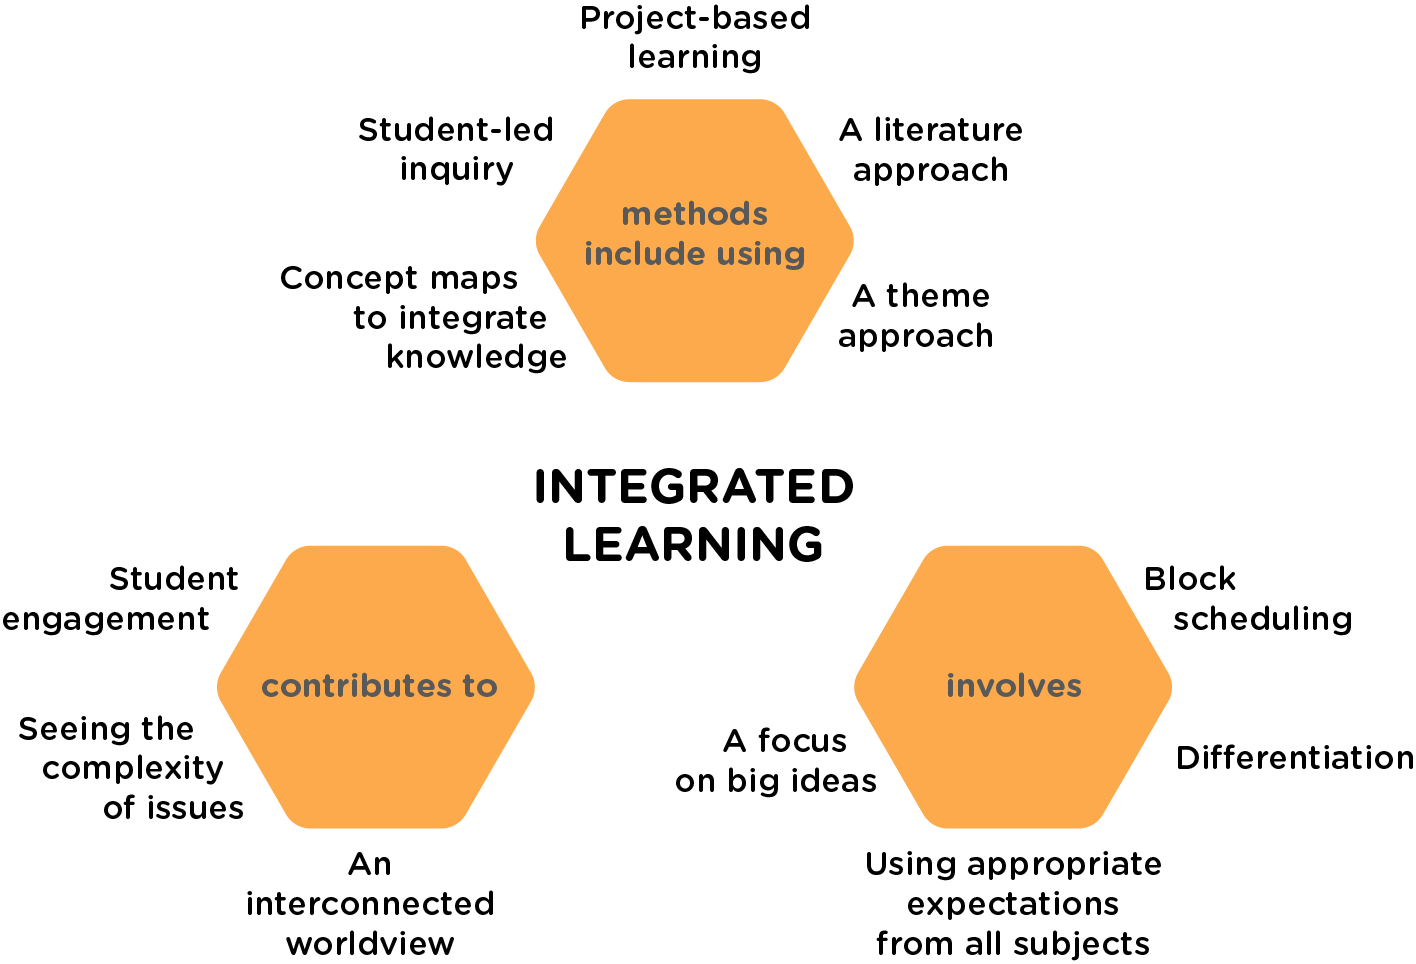 Project-based
learning
Student-led
inquiry
A literature
approach
methods
include using
Concept maps
to integrate
knowledge
A theme
approach
INTEGRATED
LEARNING
Student
engagement
contributes to
Seeing the
complexity
of issues
An
interconnected
worldview
Block
scheduling
involves
A focus
on big ideas
Differentiation
Using appropriate
expectations
from all subjects